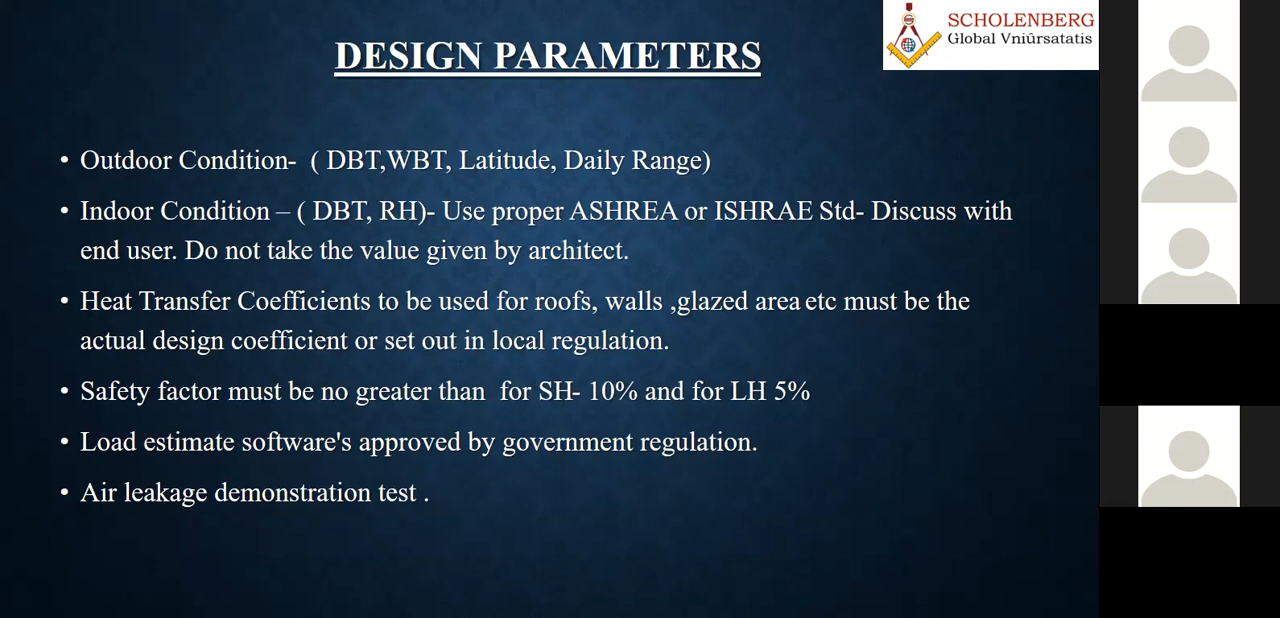 SCHOLENBERG
Global Vniûrsatatis
DESIGN PARAMETERS
• Outdoor Condition-  ( DBT,WBT, Latitude, Daily Range)
• Indoor Condition – ( DBT, RH)- Use proper ASHREA or ISHRAE Std- Discuss with
end user. Do not take the value given by architect.
• Heat Transfer Coefficients to be used for roofs, walls ,glazed area etc must be the
actual design coefficient or set out in local regulation.
• Safety factor must be no greater than  for SH- 10% and for LH 5%
• Load estimate software's approved by government regulation.
• Air leakage demonstration test .